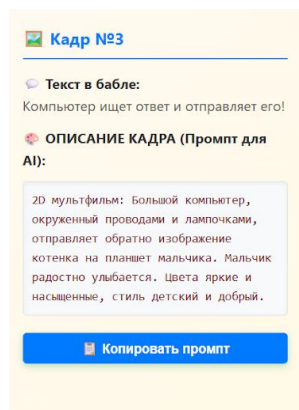 🖼️ Кадр №3
💬 Текст в бабле:
Компьютер ищет ответ и отправляет его!
🎨 ОПИСАНИЕ КАДРА (Промпт для
AI):
2D мультфильм: Большой компьютер,
окруженный проводами и лампочками,
отправляет обратно изображение
котенка на планшет мальчика. Мальчик
радостно улыбается. Цвета яркие и
насыщенные, стиль детский и добрый.
📋 Копировать промпт